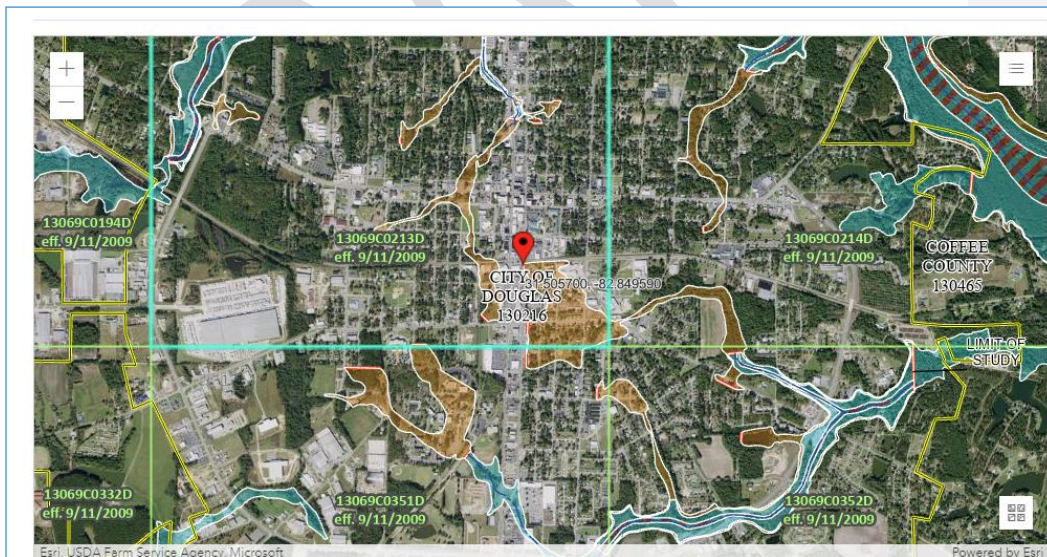 +
−
13069C0194D
eff. 9/11/2009
13069C0213D
eff. 9/11/2009
13069C0214D
eff. 9/11/2009
COFFEE
COUNTY
130465
CITY OF
31.505700, -82.849590
DOUGLAS
130216
LIMIT OF
STUDY
13069C0332D
eff. 9/11/2009
13069C0351D
eff. 9/11/2009
13069C0352D
eff. 9/11/2009
Esri, USDA Farm Service Agency, Microsoft
Powered by Esri